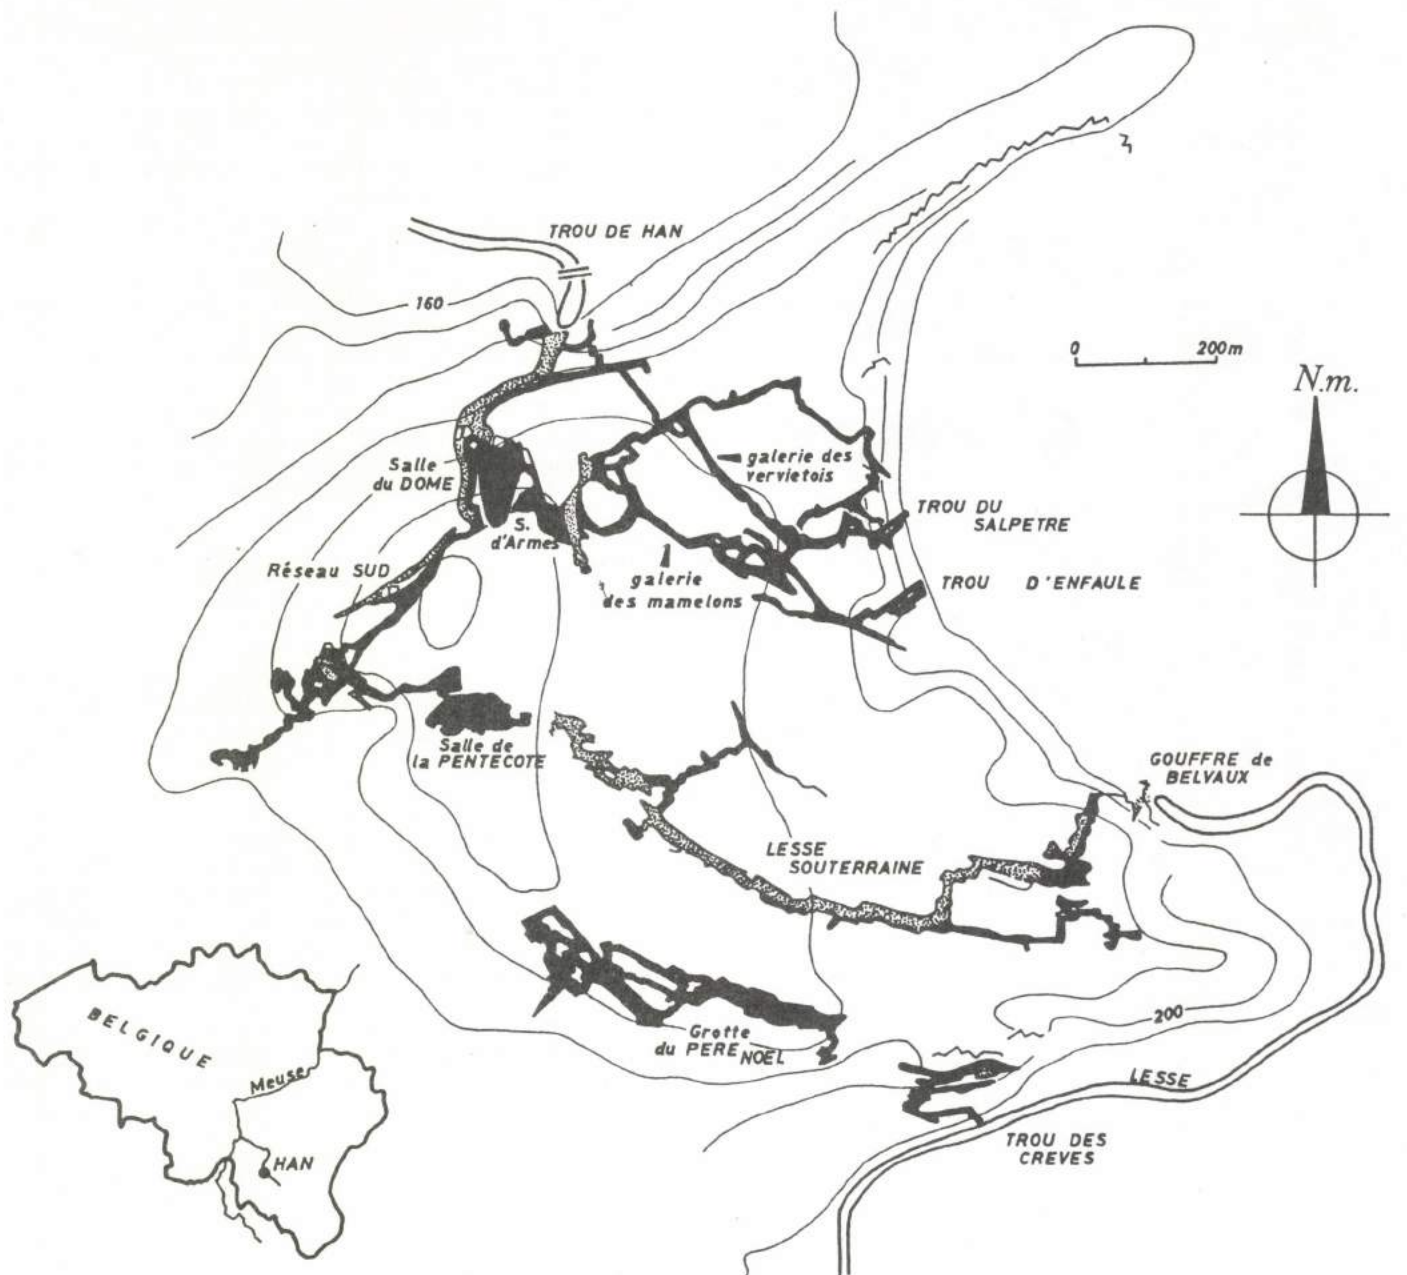 TROU DE HAN
160
0 200m
N.m.
Salle
du DOME
galerie des
vervietois
S.
d'Armes
TROU DU
SALPETRE
Réseau SUD
galerie
des mamelons
TROU D'ENFAULE
Salle de
la PENTECOTE
GOUFFRE de
BELVAUX
LESSE
SOUTERRAINE
Grotte
du PERE NOEL
200
LESSE
TROU DES
CREVES
BELGIQUE
Meuse
HAN